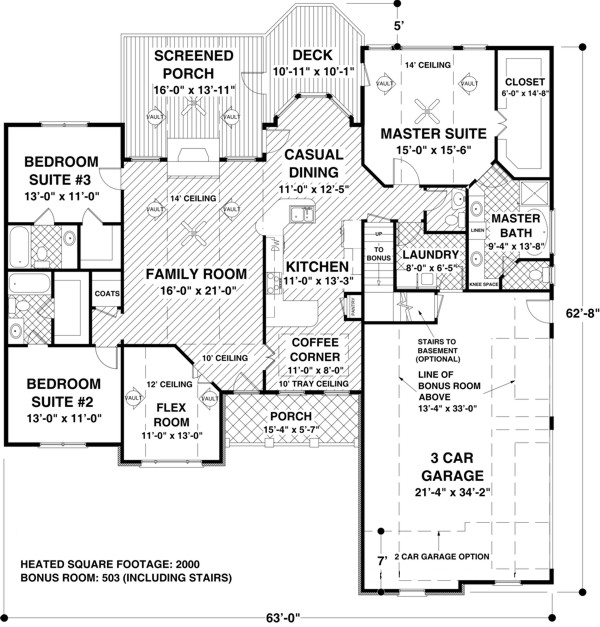 5'
SCREENED
PORCH
16'-0" x 13'-11"
DECK
10'-11" x 10'-1"
14' CEILING
VAULT
VAULT
CLOSET
6'-0" x 14'-8"
VAULT
VAULT
MASTER SUITE
15'-0" x 15'-6"
BEDROOM
SUITE #3
13'-0" x 11'-0"
CASUAL
DINING
11'-0" x 12'-5"
14' CEILING
VAULT
VAULT
LINEN
MASTER
BATH
9'-4" x 13'-8"
UP
TO
BONUS
LAUNDRY
8'-0" x 6'-5"
KNEE SPACE
FAMILY ROOM
16'-0" x 21'-0"
KITCHEN
11'-0" x 13'-3"
COATS
PANTRY
62'-8"
STAIRS TO
BASEMENT
(OPTIONAL)
COFFEE
CORNER
11'-0" x 8'-0"
10' TRAY CEILING
10' CEILING
LINE OF
BONUS ROOM
ABOVE
13'-4" x 33'-0"
BEDROOM
SUITE #2
13'-0" x 11'-0"
12' CEILING
VAULT
VAULT
FLEX
ROOM
11'-0" x 13'-0"
PORCH
15'-4" x 5'-7"
3 CAR
GARAGE
21'-4" x 34'-2"
7'
2 CAR GARAGE OPTION
HEATED SQUARE FOOTAGE: 2000
BONUS ROOM: 503 (INCLUDING STAIRS)
63'-0"